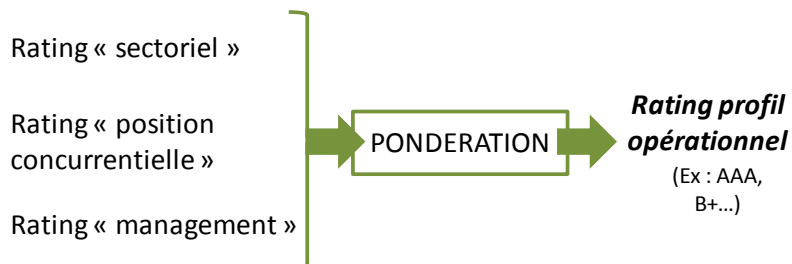 Rating « sectoriel »
Rating « position
concurrentielle »
Rating « management »
PONDERATION
Rating profil
opérationnel
(Ex : AAA,
B+...)